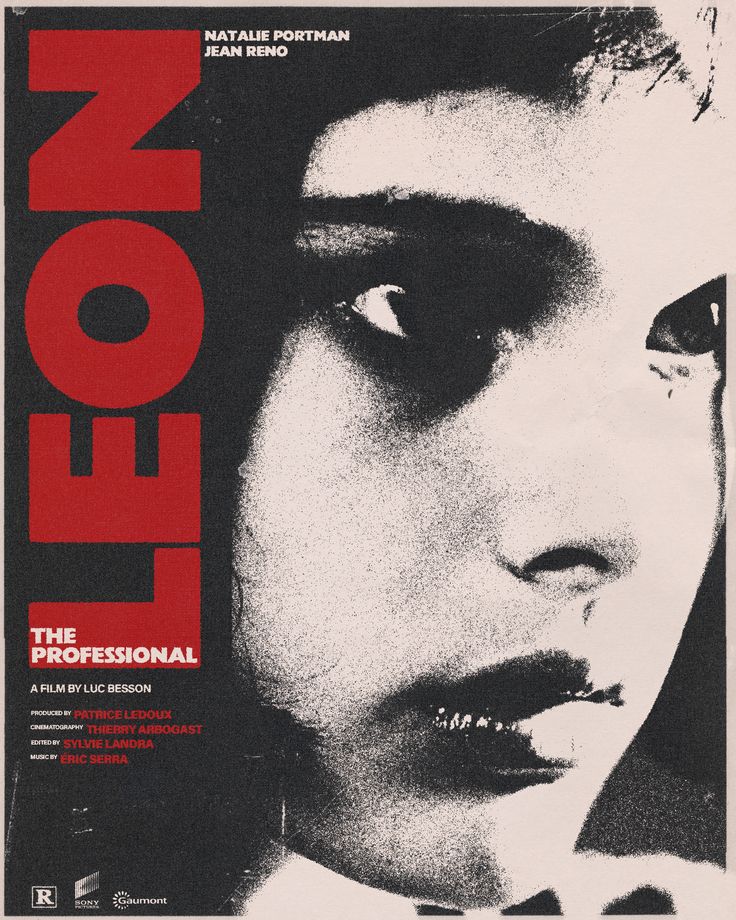 NATALIE PORTMAN
JEAN RENO
LEON
THE
PROFESSIONAL
A FILM BY LUC BESSON
PRODUCED BY PATRICE LEDOUX
CINEMATOGRAPHY THIERRY ARBOGAST
EDITED BY SYLVIE LANDRA
MUSIC BY ÉRIC SERRA
R
SONY
PICTURES
Gaumont